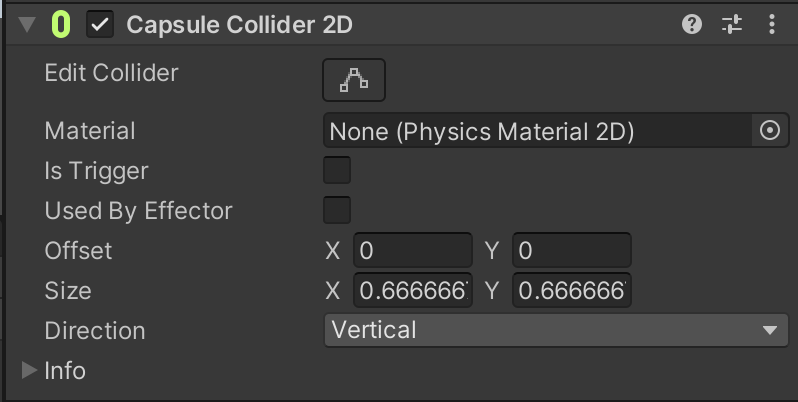 Capsule Collider 2D
Edit Collider
Material None (Physics Material 2D)
Is Trigger
Used By Effector
Offset X 0 Y 0
Size X 0.666666 Y 0.666666
Direction Vertical
Info